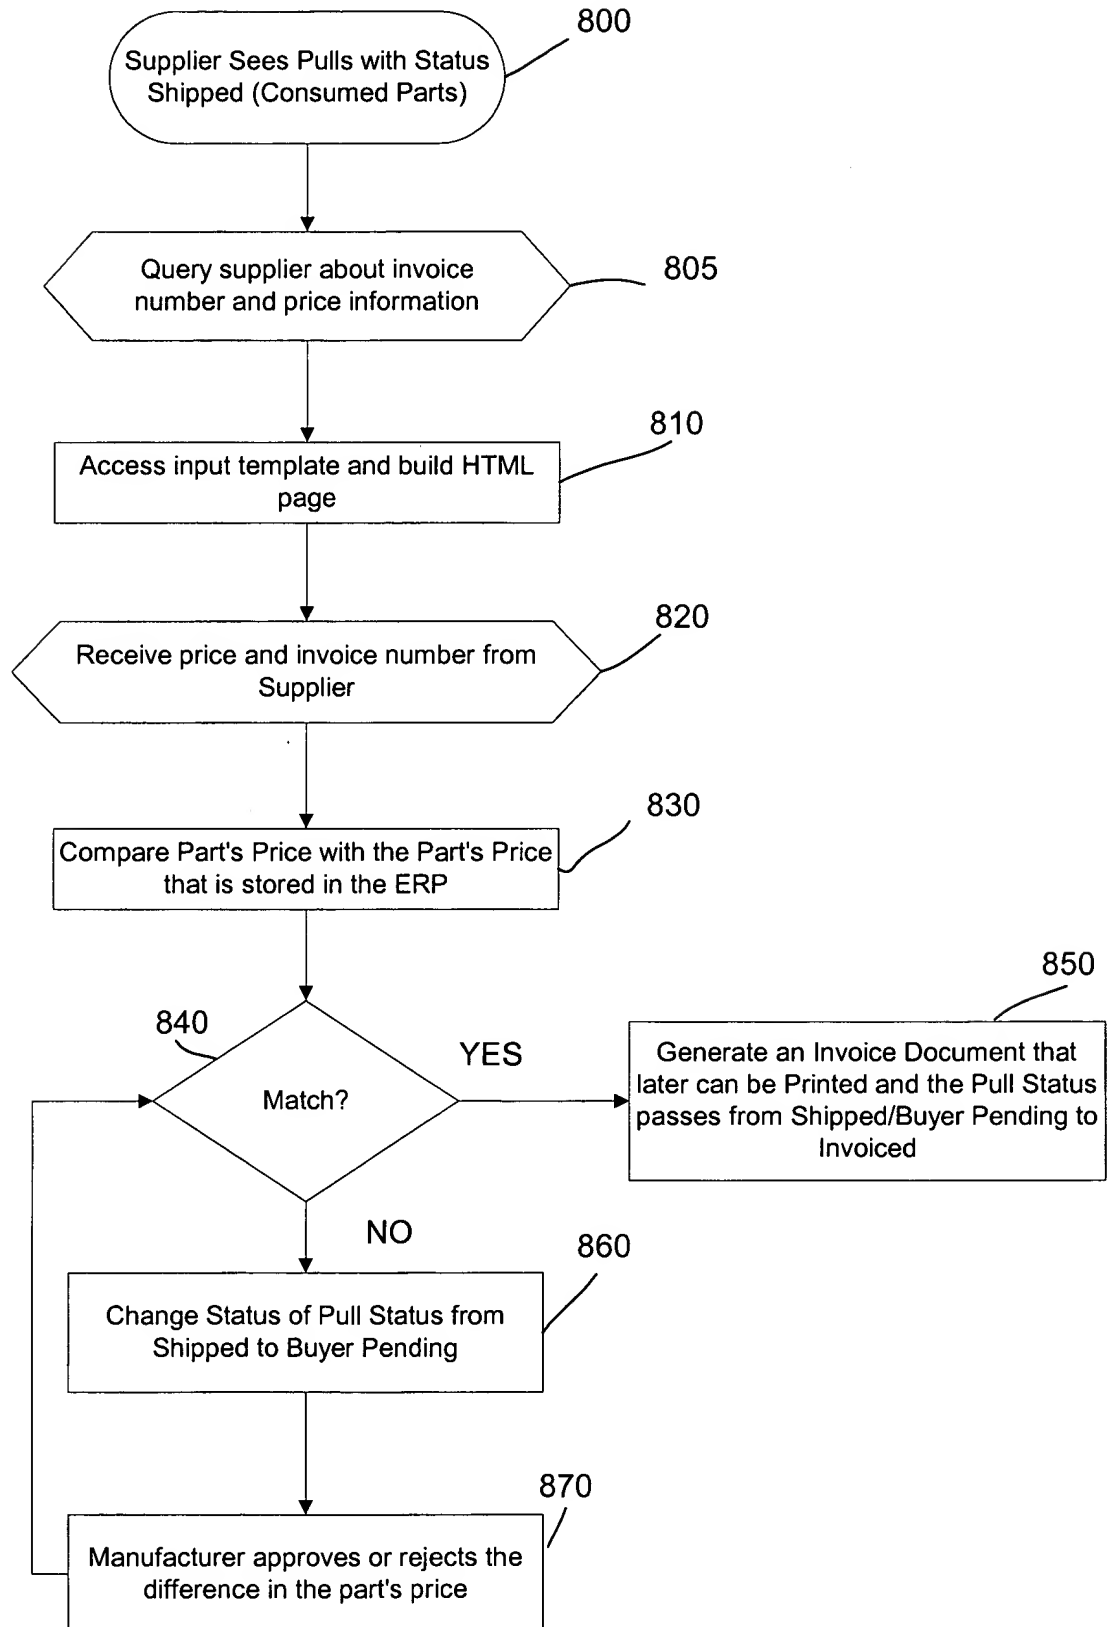 800
Supplier Sees Pulls with Status
Shipped (Consumed Parts)
805
Query supplier about invoice
number and price information
810
Access input template and build HTML
page
820
Receive price and invoice number from
Supplier
830
Compare Part's Price with the Part's Price
that is stored in the ERP
840
Match?
YES
850
Generate an Invoice Document that
later can be Printed and the Pull Status
passes from Shipped/Buyer Pending to
Invoiced
NO
860
Change Status of Pull Status from
Shipped to Buyer Pending
870
Manufacturer approves or rejects the
difference in the part's price